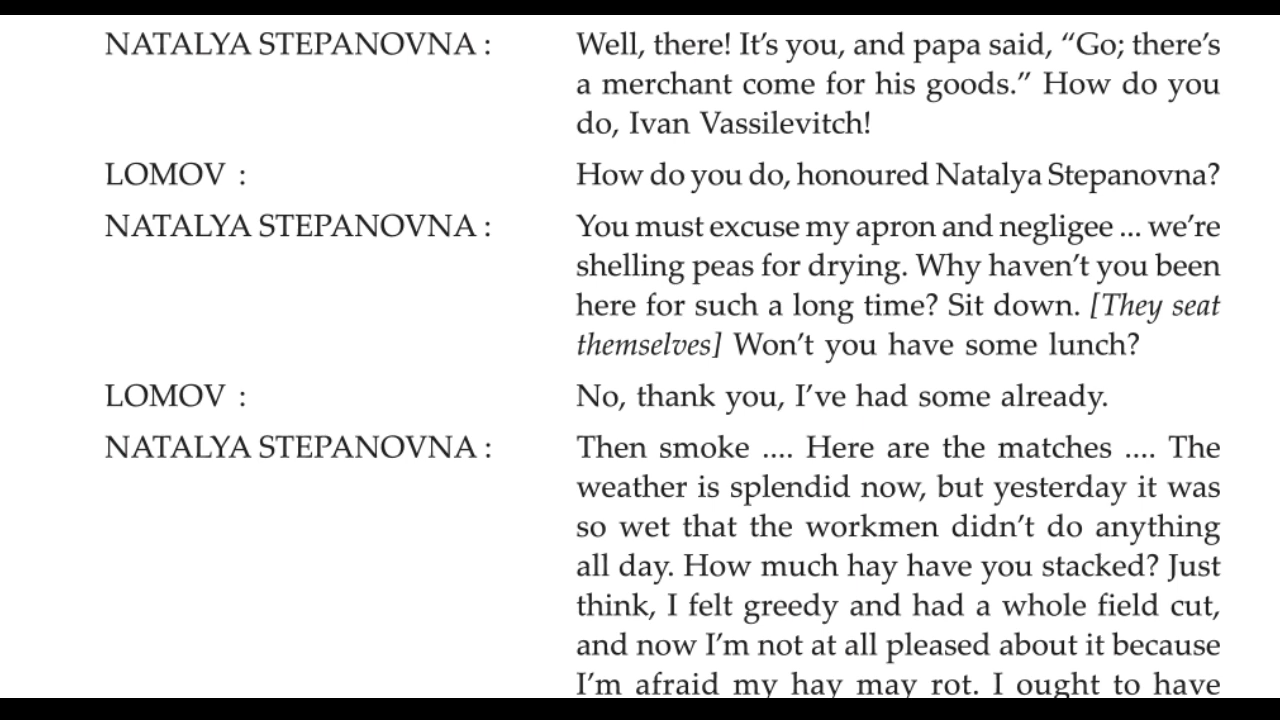 NATALYA STEPANOVNA : Well, there! It’s you, and papa said, “Go; there’s
a merchant come for his goods.” How do you
do, Ivan Vassilevitch!
LOMOV : How do you do, honoured Natalya Stepanovna?
NATALYA STEPANOVNA : You must excuse my apron and negligee ... we’re
shelling peas for drying. Why haven’t you been
here for such a long time? Sit down. [They seat
themselves] Won’t you have some lunch?
LOMOV : No, thank you, I’ve had some already.
NATALYA STEPANOVNA : Then smoke .... Here are the matches .... The
weather is splendid now, but yesterday it was
so wet that the workmen didn’t do anything
all day. How much hay have you stacked? Just
think, I felt greedy and had a whole field cut,
and now I’m not at all pleased about it because
I’m afraid my hay may rot. I ought to have